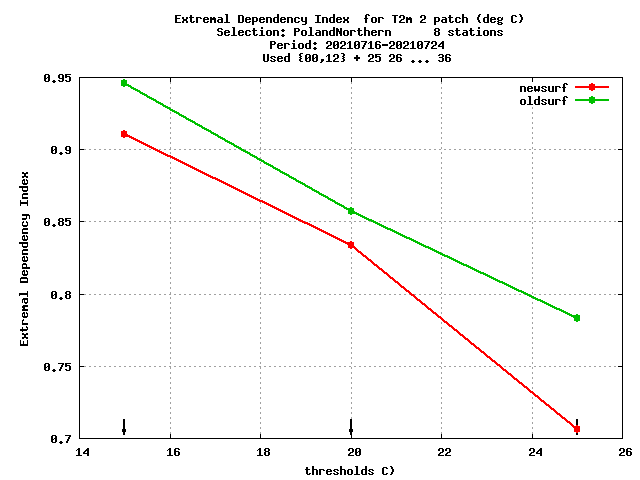 Extremal Dependency Index for T2m 2 patch (deg C)
Selection: PolandNorthern 8 stations
Period: 20210716-20210724
Used {00,12} + 25 26 ... 36
newsurf
oldsurf
0.95
0.9
0.85
0.8
0.75
0.7
Extremal Dependency Index
14 16 18 20 22 24 26
thresholds C)